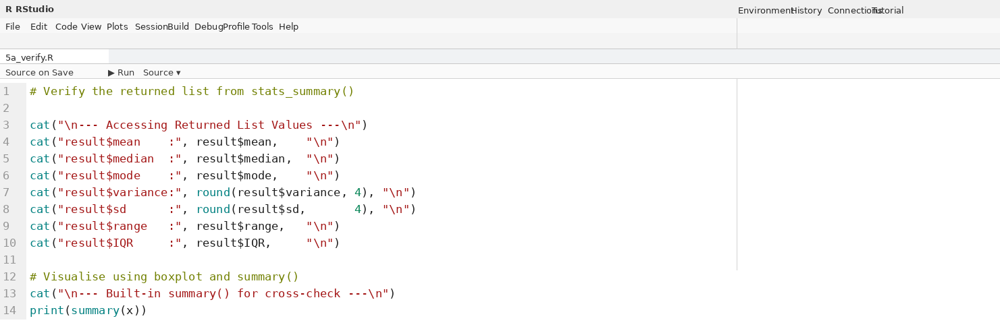 R RStudio
Environment History Connections Tutorial
File Edit Code View Plots Session Build Debug Profile Tools Help
5a_verify.R
Source on Save ▶ Run Source ▾
1 # Verify the returned list from stats_summary()
2
3 cat("\n--- Accessing Returned List Values ---\n")
4 cat("result$mean    :", result$mean,    "\n")
5 cat("result$median  :", result$median,  "\n")
6 cat("result$mode    :", result$mode,    "\n")
7 cat("result$variance:", round(result$variance, 4), "\n")
8 cat("result$sd      :", round(result$sd,       4), "\n")
9 cat("result$range   :", result$range,   "\n")
10 cat("result$IQR     :", result$IQR,     "\n")
11
12 # Visualise using boxplot and summary()
13 cat("\n--- Built-in summary() for cross-check ---\n")
14 print(summary(x))